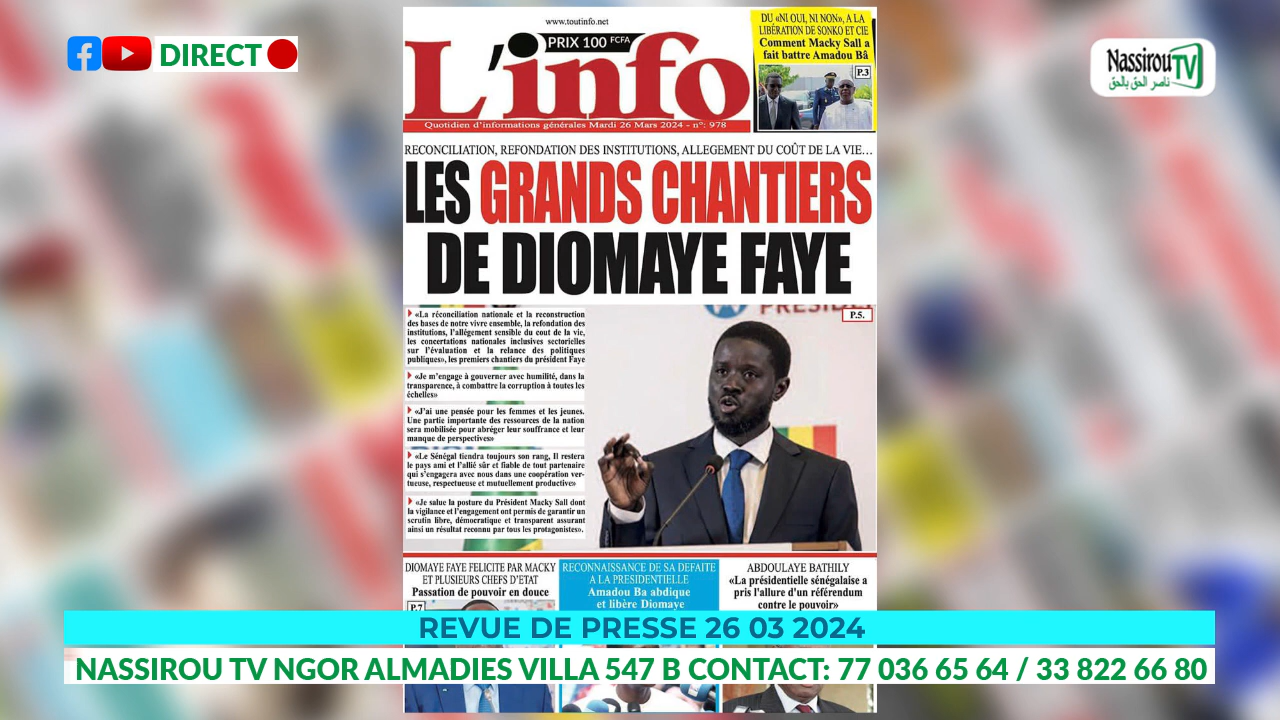 DIRECT
www.toutinfo.net
L'info
PRIX 100 FCFA
Quotidien d'informations générales Mardi 26 Mars 2024 - n°: 978
DU «NI OUI, NI NON», A LA
LIBÉRATION DE SONKO ET CIE
Comment Macky Sall a
fait battre Amadou Bâ
P.3
NassirouTV
ناصر الحق بالحق
RECONCILIATION, REFONDATION DES INSTITUTIONS, ALLEGEMENT DU COÛT DE LA VIE…
LES GRANDS CHANTIERS
DE DIOMAYE FAYE
PRESIDEN
P.5.
«La réconciliation nationale et la reconstruction
des bases de notre vivre ensemble, la refondation des
institutions, l'allégement sensible du cout de la vie,
les concertations nationales inclusives sectorielles
sur l'évaluation et la relance des politiques
publiques», les premiers chantiers du président Faye
«Je m'engage à gouverner avec humilité, dans la
transparence, à combattre la corruption à toutes les
échelles»
«J'ai une pensée pour les femmes et les jeunes.
Une partie importante des ressources de la nation
sera mobilisée pour abréger leur souffrance et leur
manque de perspectives»
«Le Sénégal tiendra toujours son rang, Il restera
le pays ami et l'allié sûr et fiable de tout partenaire
qui s'engagera avec nous dans une coopération ver-
tueuse, respectueuse et mutuellement productive»
«Je salue la posture du Président Macky Sall dont
la vigilance et l'engagement ont permis de garantir un
scrutin libre, démocratique et transparent assurant
ainsi un résultat reconnu par tous les protagonistes».
DIOMAYE FAYE FELICITE PAR MACKY
ET PLUSIEURS CHEFS D'ETAT
Passation de pouvoir en douce
P.7
RECONNAISSANCE DE SA DEFAITE
A LA PRESIDENTIELLE
Amadou Ba abdique
et libère Diomaye
ABDOULAYE BATHILY
«La présidentielle sénégalaise a
pris l'allure d'un référendum
contre le pouvoir»
REVUE DE PRESSE 26 03 2024
NASSIROU TV NGOR ALMADIES VILLA 547 B CONTACT: 77 036 65 64 / 33 822 66 80